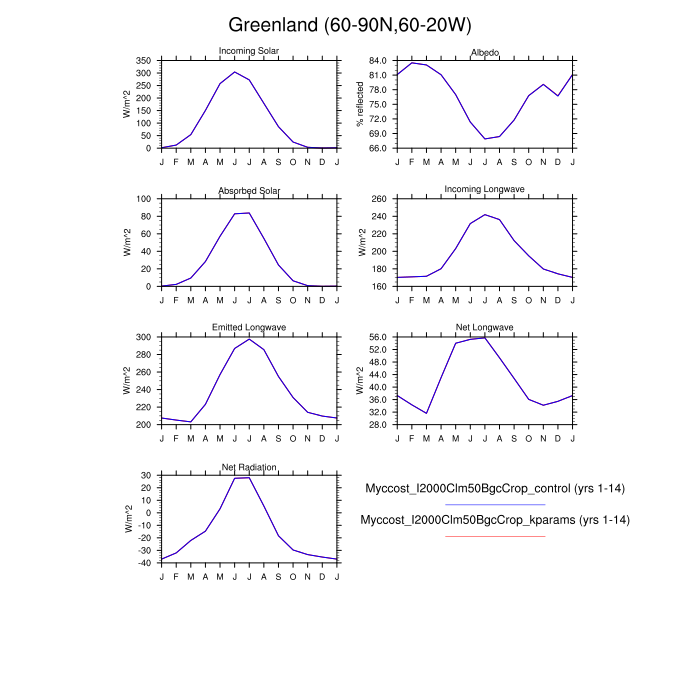 Greenland (60-90N,60-20W)
Incoming Solar
W/m^2
350
300
250
200
150
100
50
0
J F M A M J J A S O N D J
Albedo
% reflected
84.0
81.0
78.0
75.0
72.0
69.0
66.0
J F M A M J J A S O N D J
Absorbed Solar
W/m^2
100
80
60
40
20
0
J F M A M J J A S O N D J
Incoming Longwave
W/m^2
260
240
220
200
180
160
J F M A M J J A S O N D J
Emitted Longwave
W/m^2
300
280
260
240
220
200
J F M A M J J A S O N D J
Net Longwave
W/m^2
56.0
52.0
48.0
44.0
40.0
36.0
32.0
28.0
J F M A M J J A S O N D J
Net Radiation
W/m^2
30
20
10
0
-10
-20
-30
-40
J F M A M J J A S O N D J
Myccost_I2000Clm50BgcCrop_control (yrs 1-14)
Myccost_I2000Clm50BgcCrop_kparams (yrs 1-14)